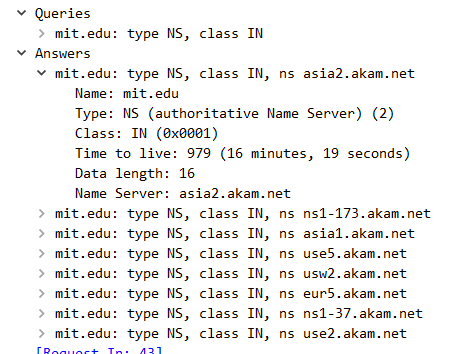 Queries
mit.edu: type NS, class IN
Answers
mit.edu: type NS, class IN, ns asia2.akam.net
Name: mit.edu
Type: NS (authoritative Name Server) (2)
Class: IN (0x0001)
Time to live: 979 (16 minutes, 19 seconds)
Data length: 16
Name Server: asia2.akam.net
mit.edu: type NS, class IN, ns ns1-173.akam.net
mit.edu: type NS, class IN, ns asia1.akam.net
mit.edu: type NS, class IN, ns use5.akam.net
mit.edu: type NS, class IN, ns usw2.akam.net
mit.edu: type NS, class IN, ns eur5.akam.net
mit.edu: type NS, class IN, ns ns1-37.akam.net
mit.edu: type NS, class IN, ns use2.akam.net
[Request In: 43]